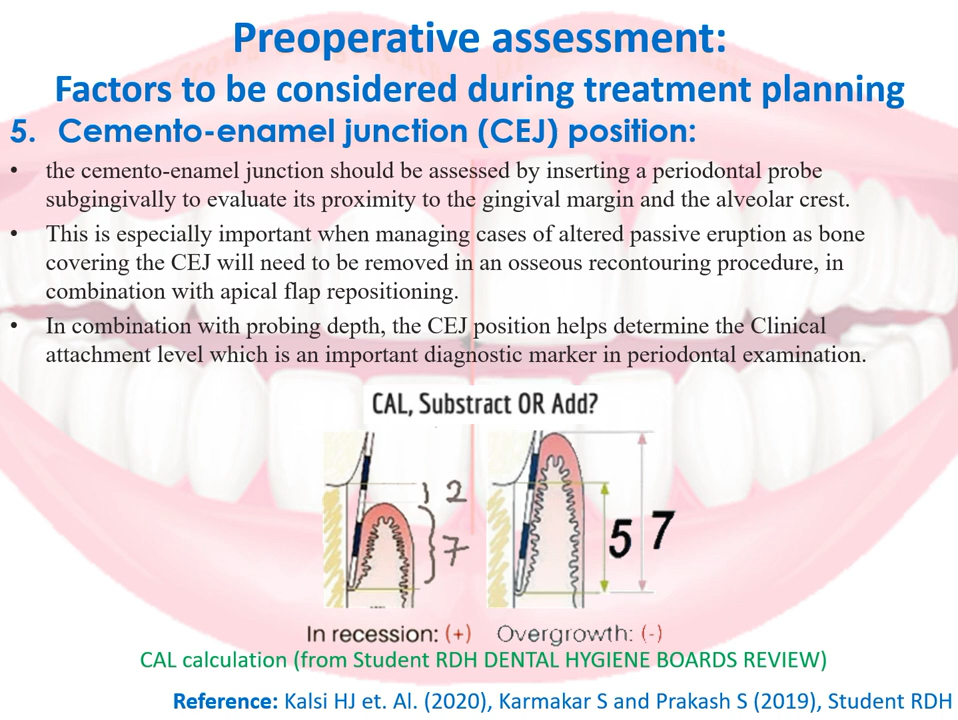 Preoperative assessment:
Factors to be considered during treatment planning
5. Cemento-enamel junction (CEJ) position:
• the cemento-enamel junction should be assessed by inserting a periodontal probe
subgingivally to evaluate its proximity to the gingival margin and the alveolar crest.
• This is especially important when managing cases of altered passive eruption as bone
covering the CEJ will need to be removed in an osseous recontouring procedure, in
combination with apical flap repositioning.
• In combination with probing depth, the CEJ position helps determine the Clinical
attachment level which is an important diagnostic marker in periodontal examination.
CAL, Substract OR Add?
2
7
5 7
In recession: (+) Overgrowth: (-)
CAL calculation (from Student RDH DENTAL HYGIENE BOARDS REVIEW)
Reference: Kalsi HJ et. Al. (2020), Karmakar S and Prakash S (2019), Student RDH